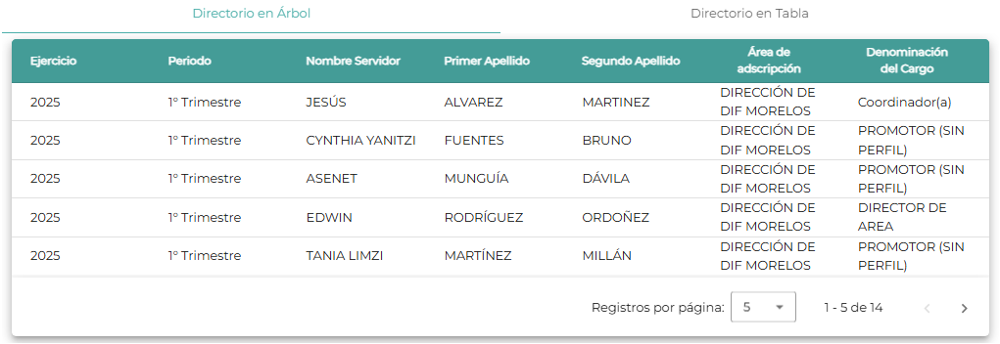 Directorio en Árbol Directorio en Tabla
Ejercicio Periodo Nombre Servidor Primer Apellido Segundo Apellido Área de adscripción Denominación del Cargo
2025 1° Trimestre JESÚS ALVAREZ MARTINEZ DIRECCIÓN DE DIF MORELOS Coordinador(a)
2025 1° Trimestre CYNTHIA YANITZI FUENTES BRUNO DIRECCIÓN DE DIF MORELOS PROMOTOR (SIN PERFIL)
2025 1° Trimestre ASENET MUNGUÍA DÁVILA DIRECCIÓN DE DIF MORELOS PROMOTOR (SIN PERFIL)
2025 1° Trimestre EDWIN RODRÍGUEZ ORDOÑEZ DIRECCIÓN DE DIF MORELOS DIRECTOR DE AREA
2025 1° Trimestre TANIA LIMZI MARTÍNEZ MILLÁN DIRECCIÓN DE DIF MORELOS PROMOTOR (SIN PERFIL)
Registros por página: 5 1 - 5 de 14